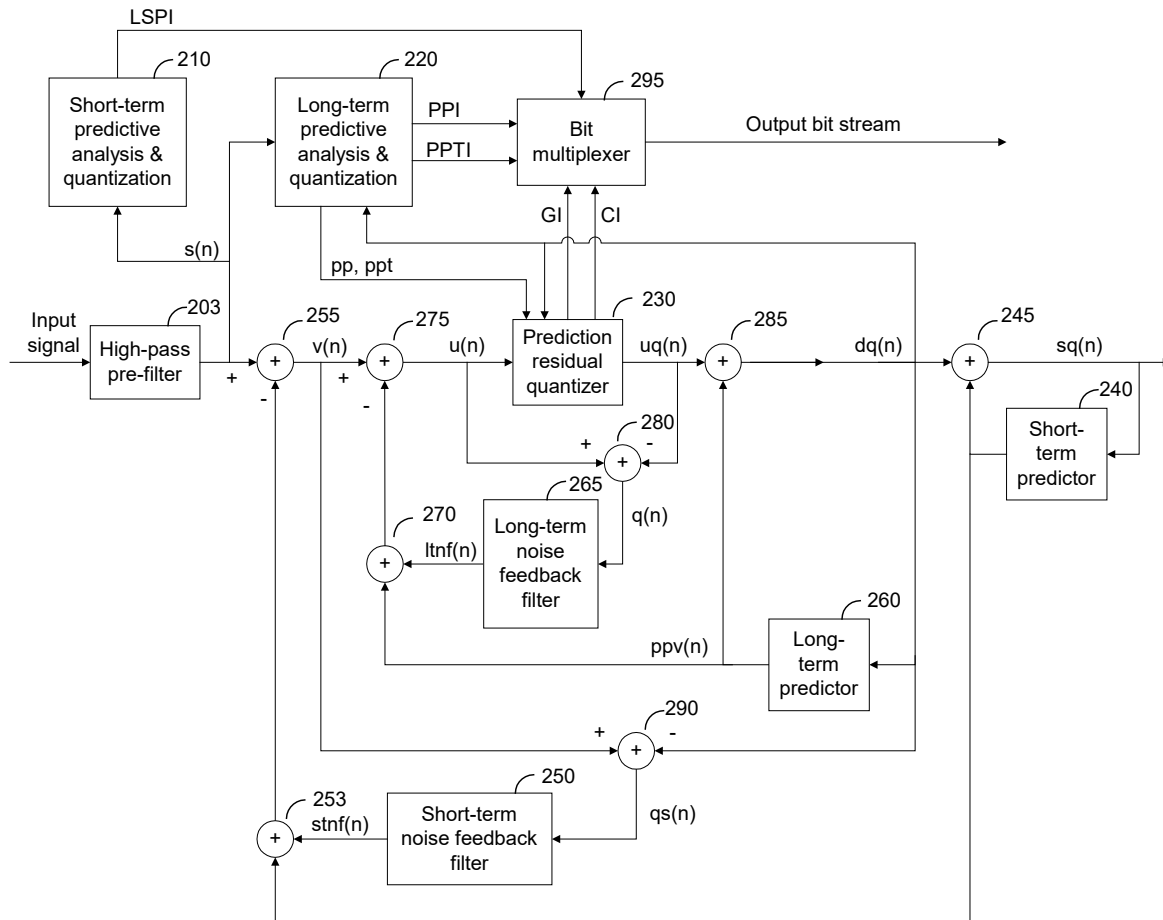 LSPI
210
220
295
Short-term
predictive
analysis &
quantization
Long-term
predictive
analysis &
quantization
PPI
PPTI
Bit
multiplexer
Output bit stream
GI
CI
s(n)
pp, ppt
Input
signal
203
High-pass
pre-filter
+
-
255
+
v(n)
+
-
275
+
u(n)
230
Prediction
residual
quantizer
uq(n)
285
+
dq(n)
245
+
sq(n)
240
Short-
term
predictor
280
+
-
+
q(n)
265
Long-term
noise
feedback
filter
270
+
ltnf(n)
260
Long-
term
predictor
ppv(n)
290
+
-
+
qs(n)
250
Short-term
noise feedback
filter
253
+
stnf(n)